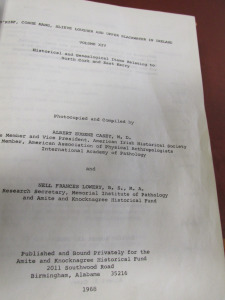 O'KIEF, COSHE MANG, SLIEVE LOUGHER AND UPPER BLACKWATER IN IRELAND
VOLUME XIV
Historical and Genealogical Items Relating to
North Cork and East Kerry
Photocopied and Compiled by
ALBERT EUGENE CASEY, M. D.
Member and Vice President, American Irish Historical Society
Member, American Association of Physical Anthropologists
International Academy of Pathology
and
NELL FRANCES LOWERY, B. S., M. A.
Research Secretary, Memorial Institute of Pathology
and Amite and Knocknagree Historical Fund
Published and Bound Privately for the
Amite and Knocknagree Historical Fund
2011 Southwood Road
Birmingham, Alabama 35216